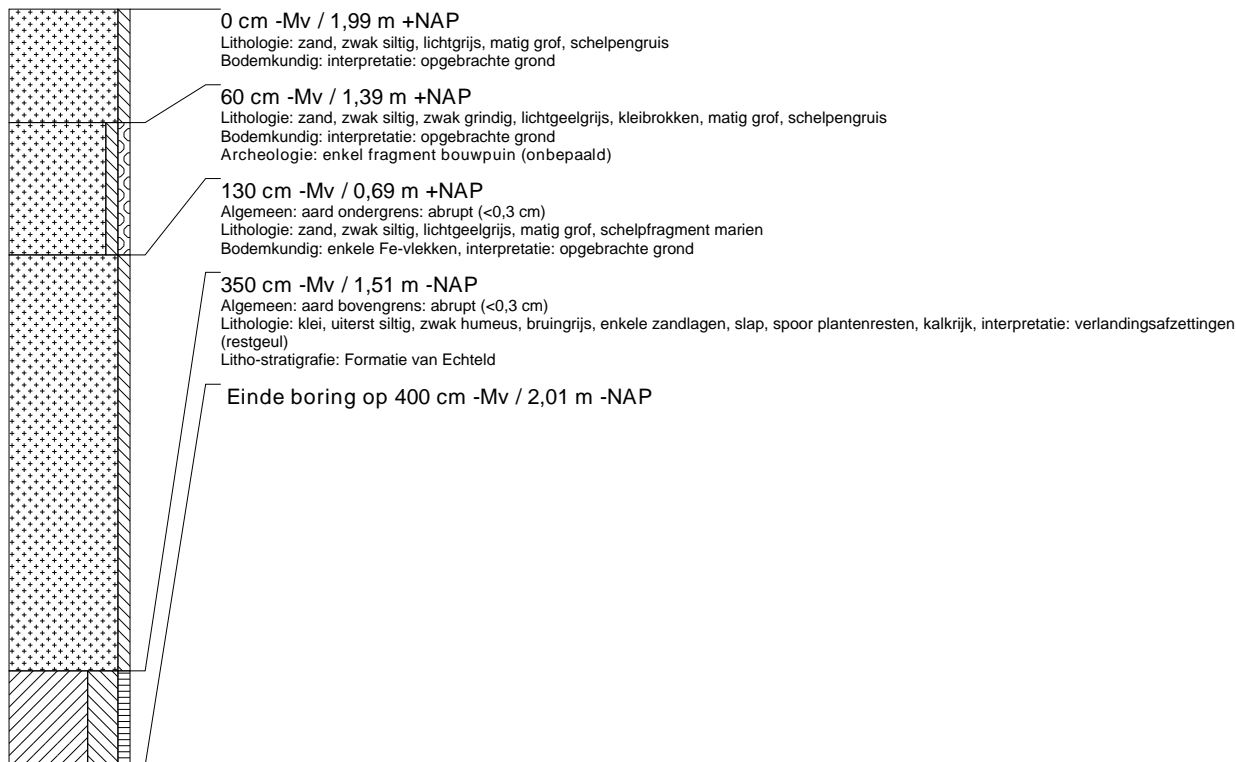 0 cm -Mv / 1,99 m +NAP
Lithologie: zand, zwak siltig, lichtgrijs, matig grof, schelpengruis
Bodemkundig: interpretatie: opgebrachte grond
60 cm -Mv / 1,39 m +NAP
Lithologie: zand, zwak siltig, zwak grindig, lichtgeelgrijs, kleibrokken, matig grof, schelpengruis
Bodemkundig: interpretatie: opgebrachte grond
Archeologie: enkel fragment bouwpuin (onbepaald)
130 cm -Mv / 0,69 m +NAP
Algemeen: aard ondergrens: abrupt (<0,3 cm)
Lithologie: zand, zwak siltig, lichtgeelgrijs, matig grof, schelpfragment marien
Bodemkundig: enkele Fe-vlekken, interpretatie: opgebrachte grond
350 cm -Mv / 1,51 m -NAP
Algemeen: aard bovengrens: abrupt (<0,3 cm)
Lithologie: klei, uiterst siltig, zwak humeus, bruingrijs, enkele zandlagen, slap, spoor plantenresten, kalkrijk, interpretatie: verlandingsafzettingen
(restgeul)
Litho-stratigrafie: Formatie van Echteld
Einde boring op 400 cm -Mv / 2,01 m -NAP